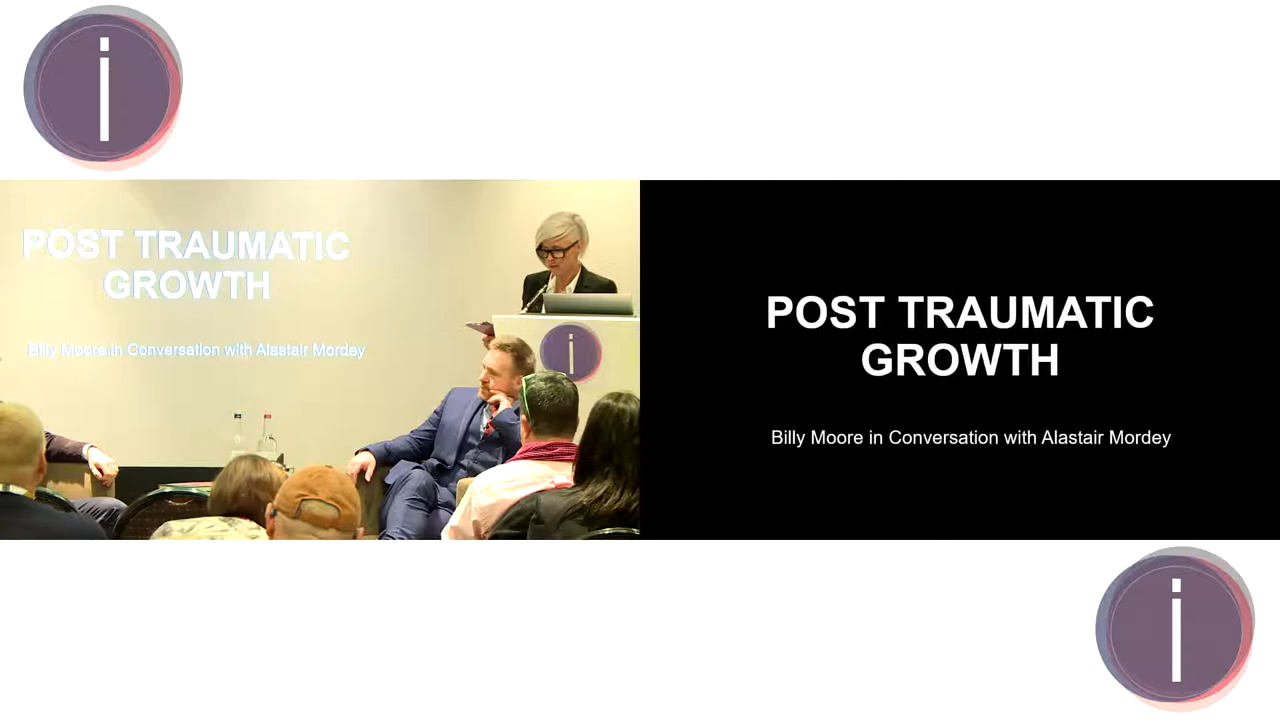 i
POST TRAUMATIC
GROWTH
Billy Moore in Conversation with Alastair Mordey
i
POST TRAUMATIC
GROWTH
Billy Moore in Conversation with Alastair Mordey
i